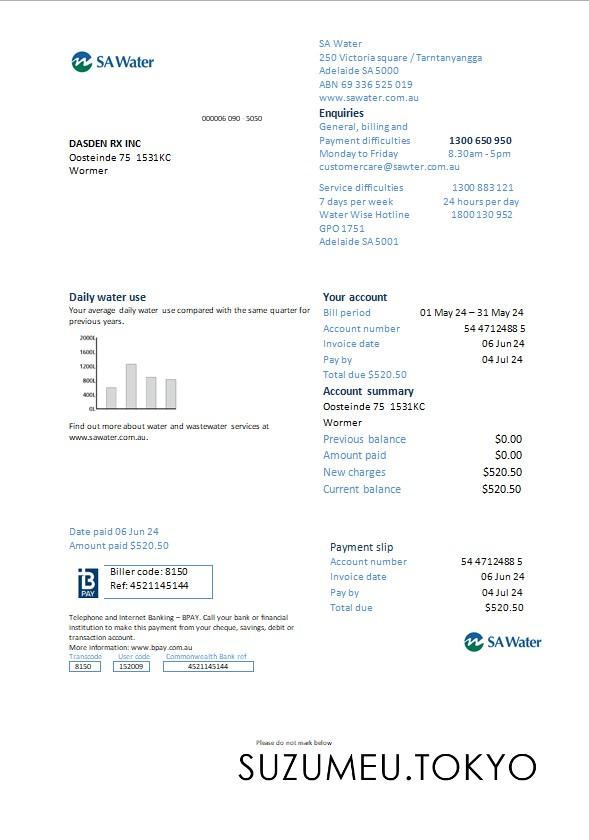 SA Water
SA Water
250 Victoria square / Tarntanyangga
Adelaide SA 5000
ABN 69 336 525 019
www.sawater.com.au
Enquiries
General, billing and
Payment difficulties 1300 650 950
Monday to Friday 8.30am - 5pm
customercare@sawter.com.au
Service difficulties 1300 883 121
7 days per week 24 hours per day
Water Wise Hotline 1800 130 952
GPO 1751
Adelaide SA 5001
000006 090 - 5050
DASDEN RX INC
Oosteinde 75 1531KC
Wormer
Daily water use
Your average daily water use compared with the same quarter for
previous years.
2000L
1600L
1200L
800L
400L
0L
Find out more about water and wastewater services at
www.sawater.com.au.
Your account
Bill period 01 May 24 – 31 May 24
Account number 54 4712488 5
Invoice date 06 Jun 24
Pay by 04 Jul 24
Total due $520.50
Account summary
Oosteinde 75 1531KC
Wormer
Previous balance $0.00
Amount paid $0.00
New charges $520.50
Current balance $520.50
Date paid 06 Jun 24
Amount paid $520.50
B
PAY
Biller code: 8150
Ref: 4521145144
Telephone and Internet Banking – BPAY. Call your bank or financial
institution to make this payment from your cheque, savings, debit or
transaction account.
More information: www.bpay.com.au
Transcode User code Commonwealth Bank ref
8150 152009 4521145144
Payment slip
Account number 54 4712488 5
Invoice date 06 Jun 24
Pay by 04 Jul 24
Total due $520.50
SA Water
Please do not mark below
SUZUMEU.TOKYO